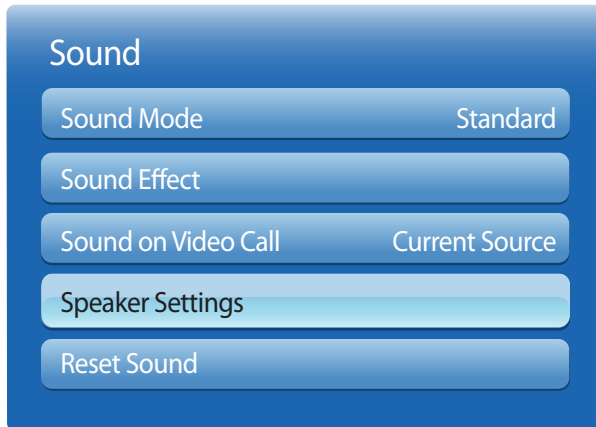 Sound
Sound Mode Standard
Sound Effect
Sound on Video Call Current Source
Speaker Settings
Reset Sound